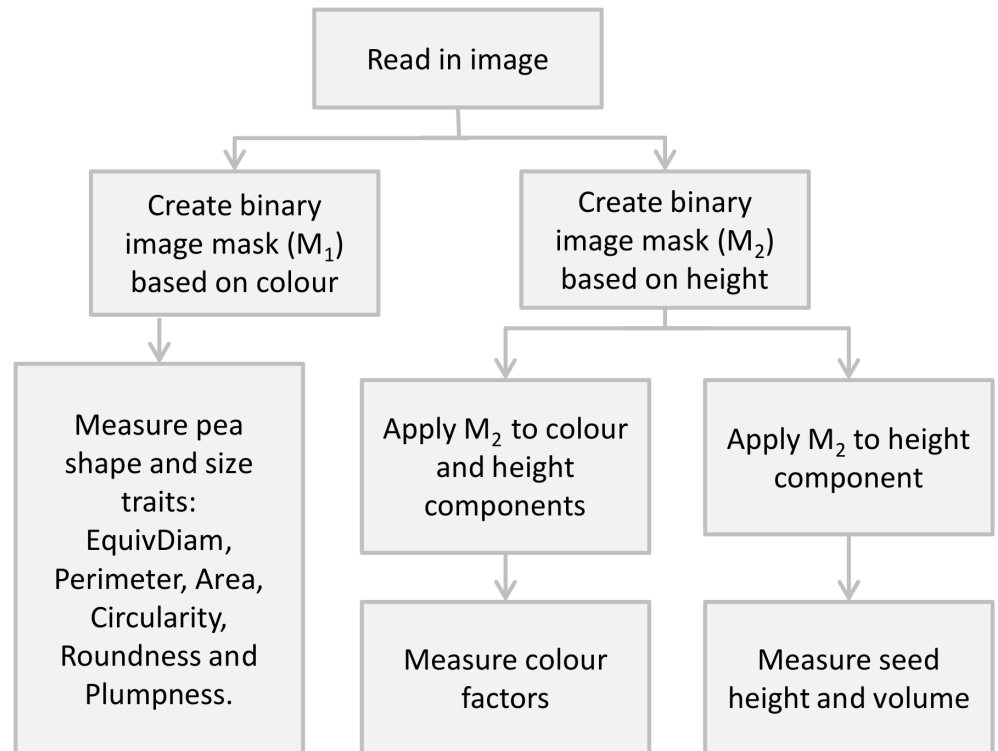 Read in image
Create binary
image mask (M₁)
based on colour
Create binary
image mask (M₂)
based on height
Measure pea
shape and size
traits:
EquivDiam,
Perimeter, Area,
Circularity,
Roundness and
Plumpness.
Apply M₂ to colour
and height
components
Apply M₂ to height
component
Measure colour
factors
Measure seed
height and volume